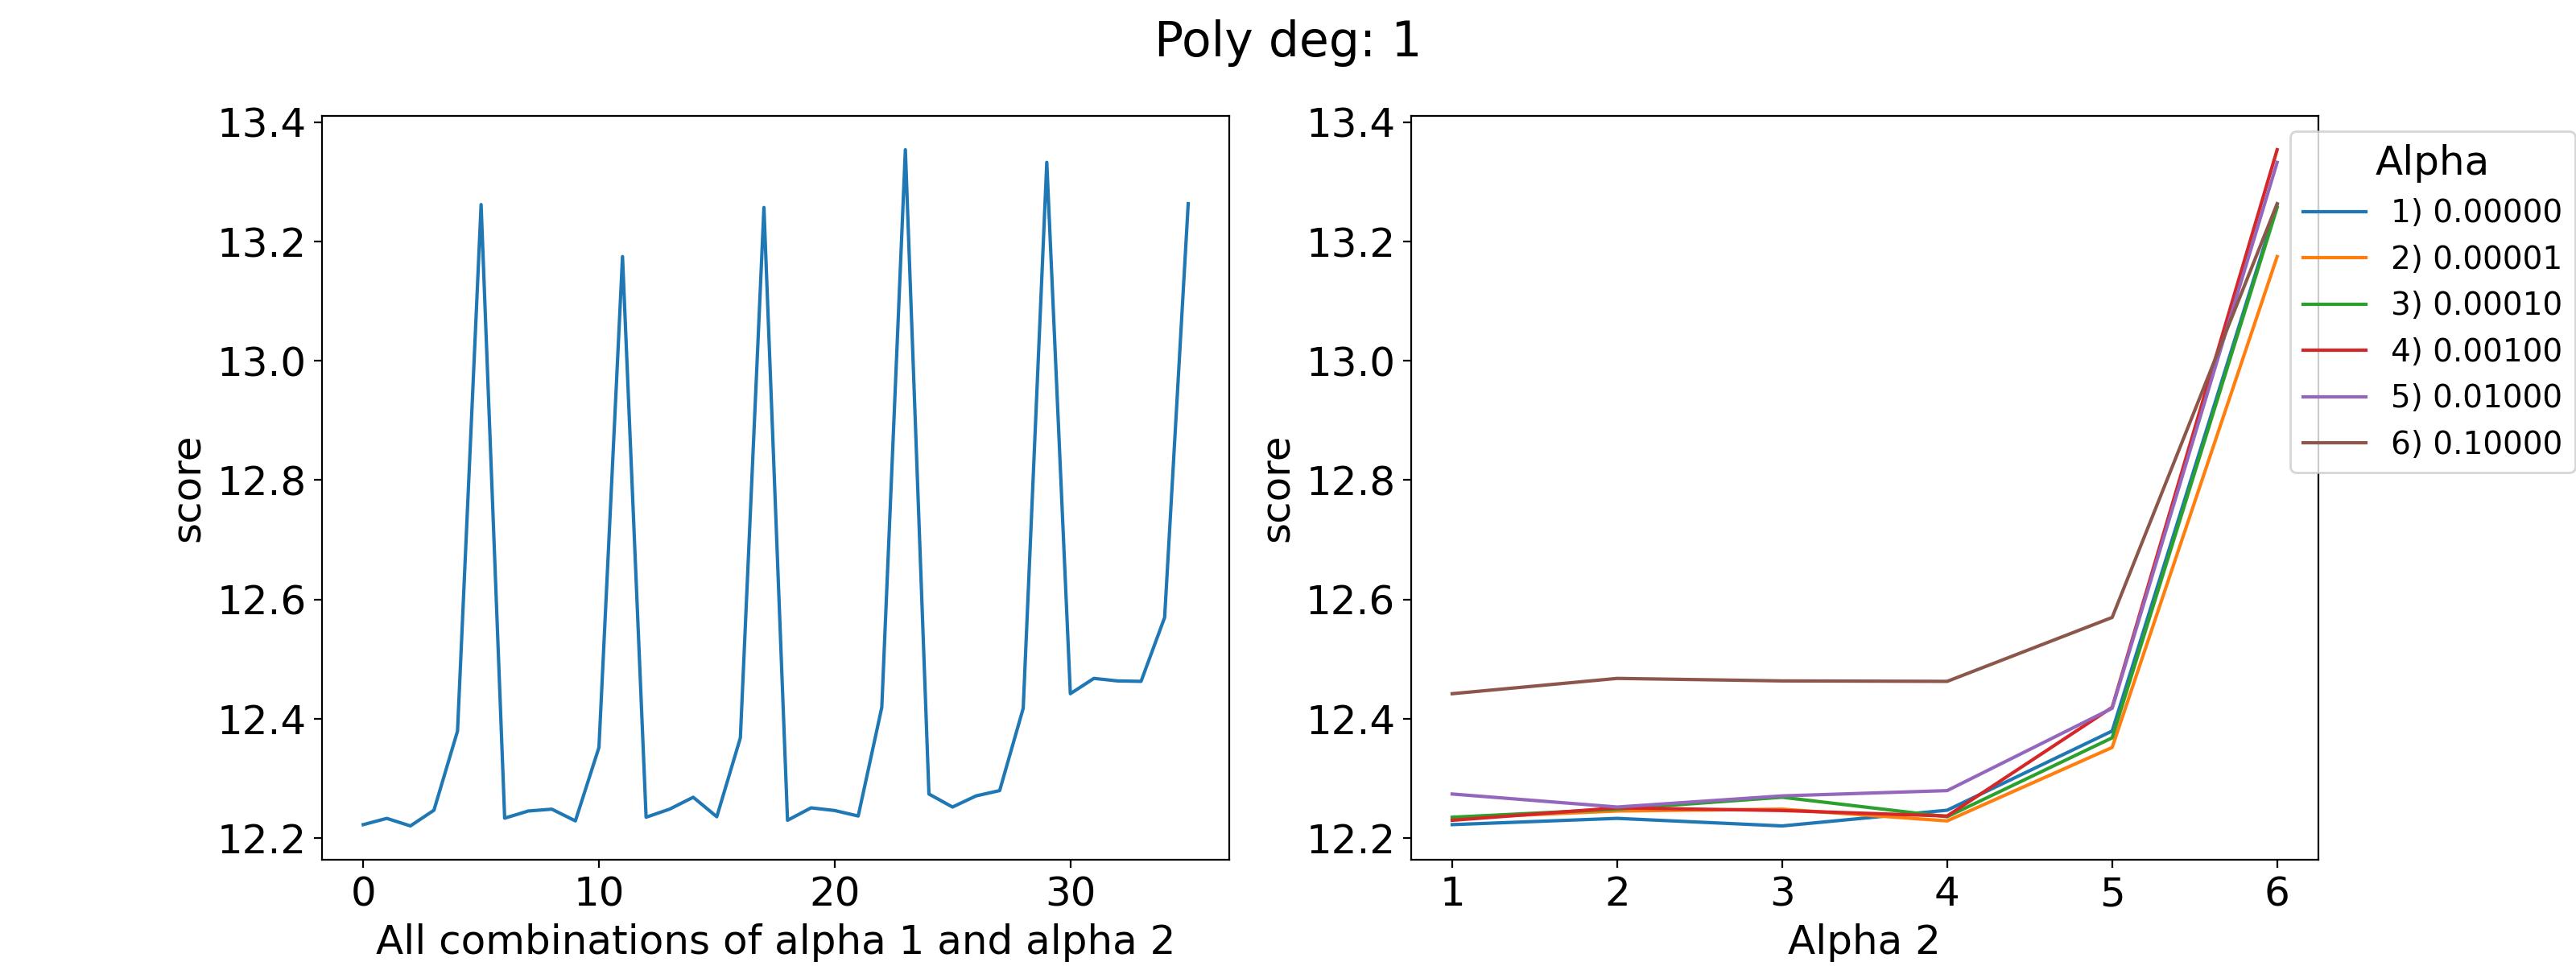 Poly deg: 1
13.4
13.2
13.0
12.8
12.6
12.4
12.2
score
0 10 20 30
All combinations of alpha 1 and alpha 2
13.4
13.2
13.0
12.8
12.6
12.4
12.2
score
1 2 3 4 5 6
Alpha 2
Alpha
1) 0.00000
2) 0.00001
3) 0.00010
4) 0.00100
5) 0.01000
6) 0.10000